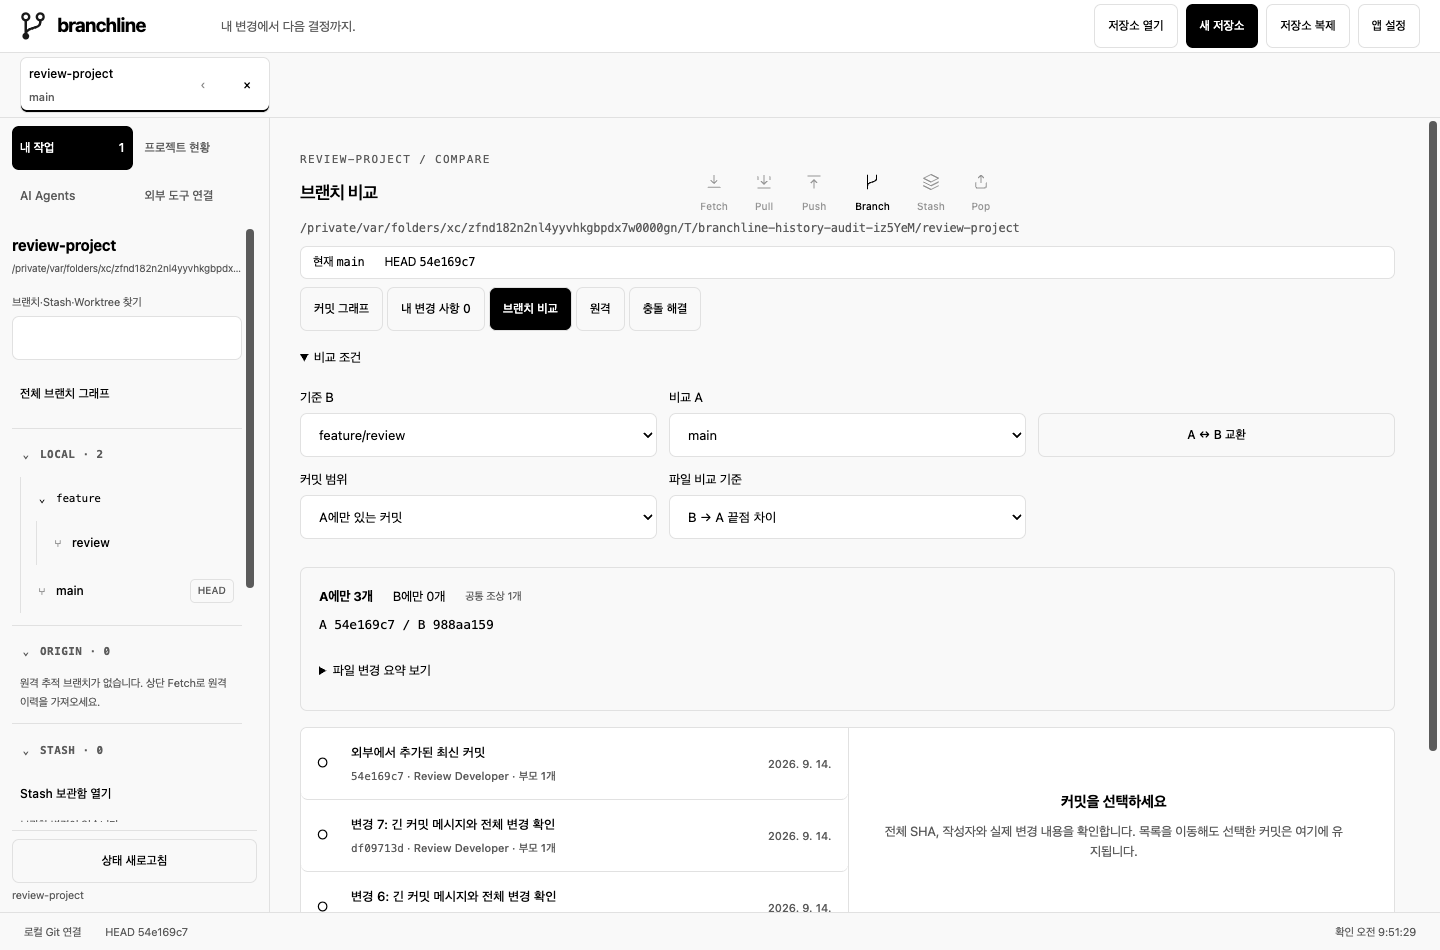 branchline
내 변경에서 다음 결정까지.
저장소 열기
새 저장소
저장소 복제
앱 설정
review-project
main
내 작업 1
프로젝트 현황
AI Agents
외부 도구 연결
review-project
/private/var/folders/xc/zfnd182n2nl4yyvhkgbpdx...
브랜치·Stash·Worktree 찾기
전체 브랜치 그래프
LOCAL · 2
feature
review
main HEAD
ORIGIN · 0
원격 추적 브랜치가 없습니다. 상단 Fetch로 원격
이력을 가져오세요.
STASH · 0
Stash 보관함 열기
상태 새로고침
review-project
REVIEW-PROJECT / COMPARE
브랜치 비교
Fetch
Pull
Push
Branch
Stash
Pop
/private/var/folders/xc/zfnd182n2nl4yyvhkgbpdx7w0000gn/T/branchline-history-audit-iz5YeM/review-project
현재 main HEAD 54e169c7
커밋 그래프
내 변경 사항 0
브랜치 비교
원격
충돌 해결
▼ 비교 조건
기준 B
비교 A
feature/review
main
A ↔ B 교환
커밋 범위
파일 비교 기준
A에만 있는 커밋
B → A 끝점 차이
A에만 3개 B에만 0개 공통 조상 1개
A 54e169c7 / B 988aa159
▶ 파일 변경 요약 보기
외부에서 추가된 최신 커밋
54e169c7 · Review Developer · 부모 1개
2026. 9. 14.
변경 7: 긴 커밋 메시지와 전체 변경 확인
df09713d · Review Developer · 부모 1개
2026. 9. 14.
변경 6: 긴 커밋 메시지와 전체 변경 확인
2026. 9. 14.
커밋을 선택하세요
전체 SHA, 작성자와 실제 변경 내용을 확인합니다. 목록을 이동해도 선택한 커밋은 여기에 유
지됩니다.
로컬 Git 연결
HEAD 54e169c7
확인 오전 9:51:29